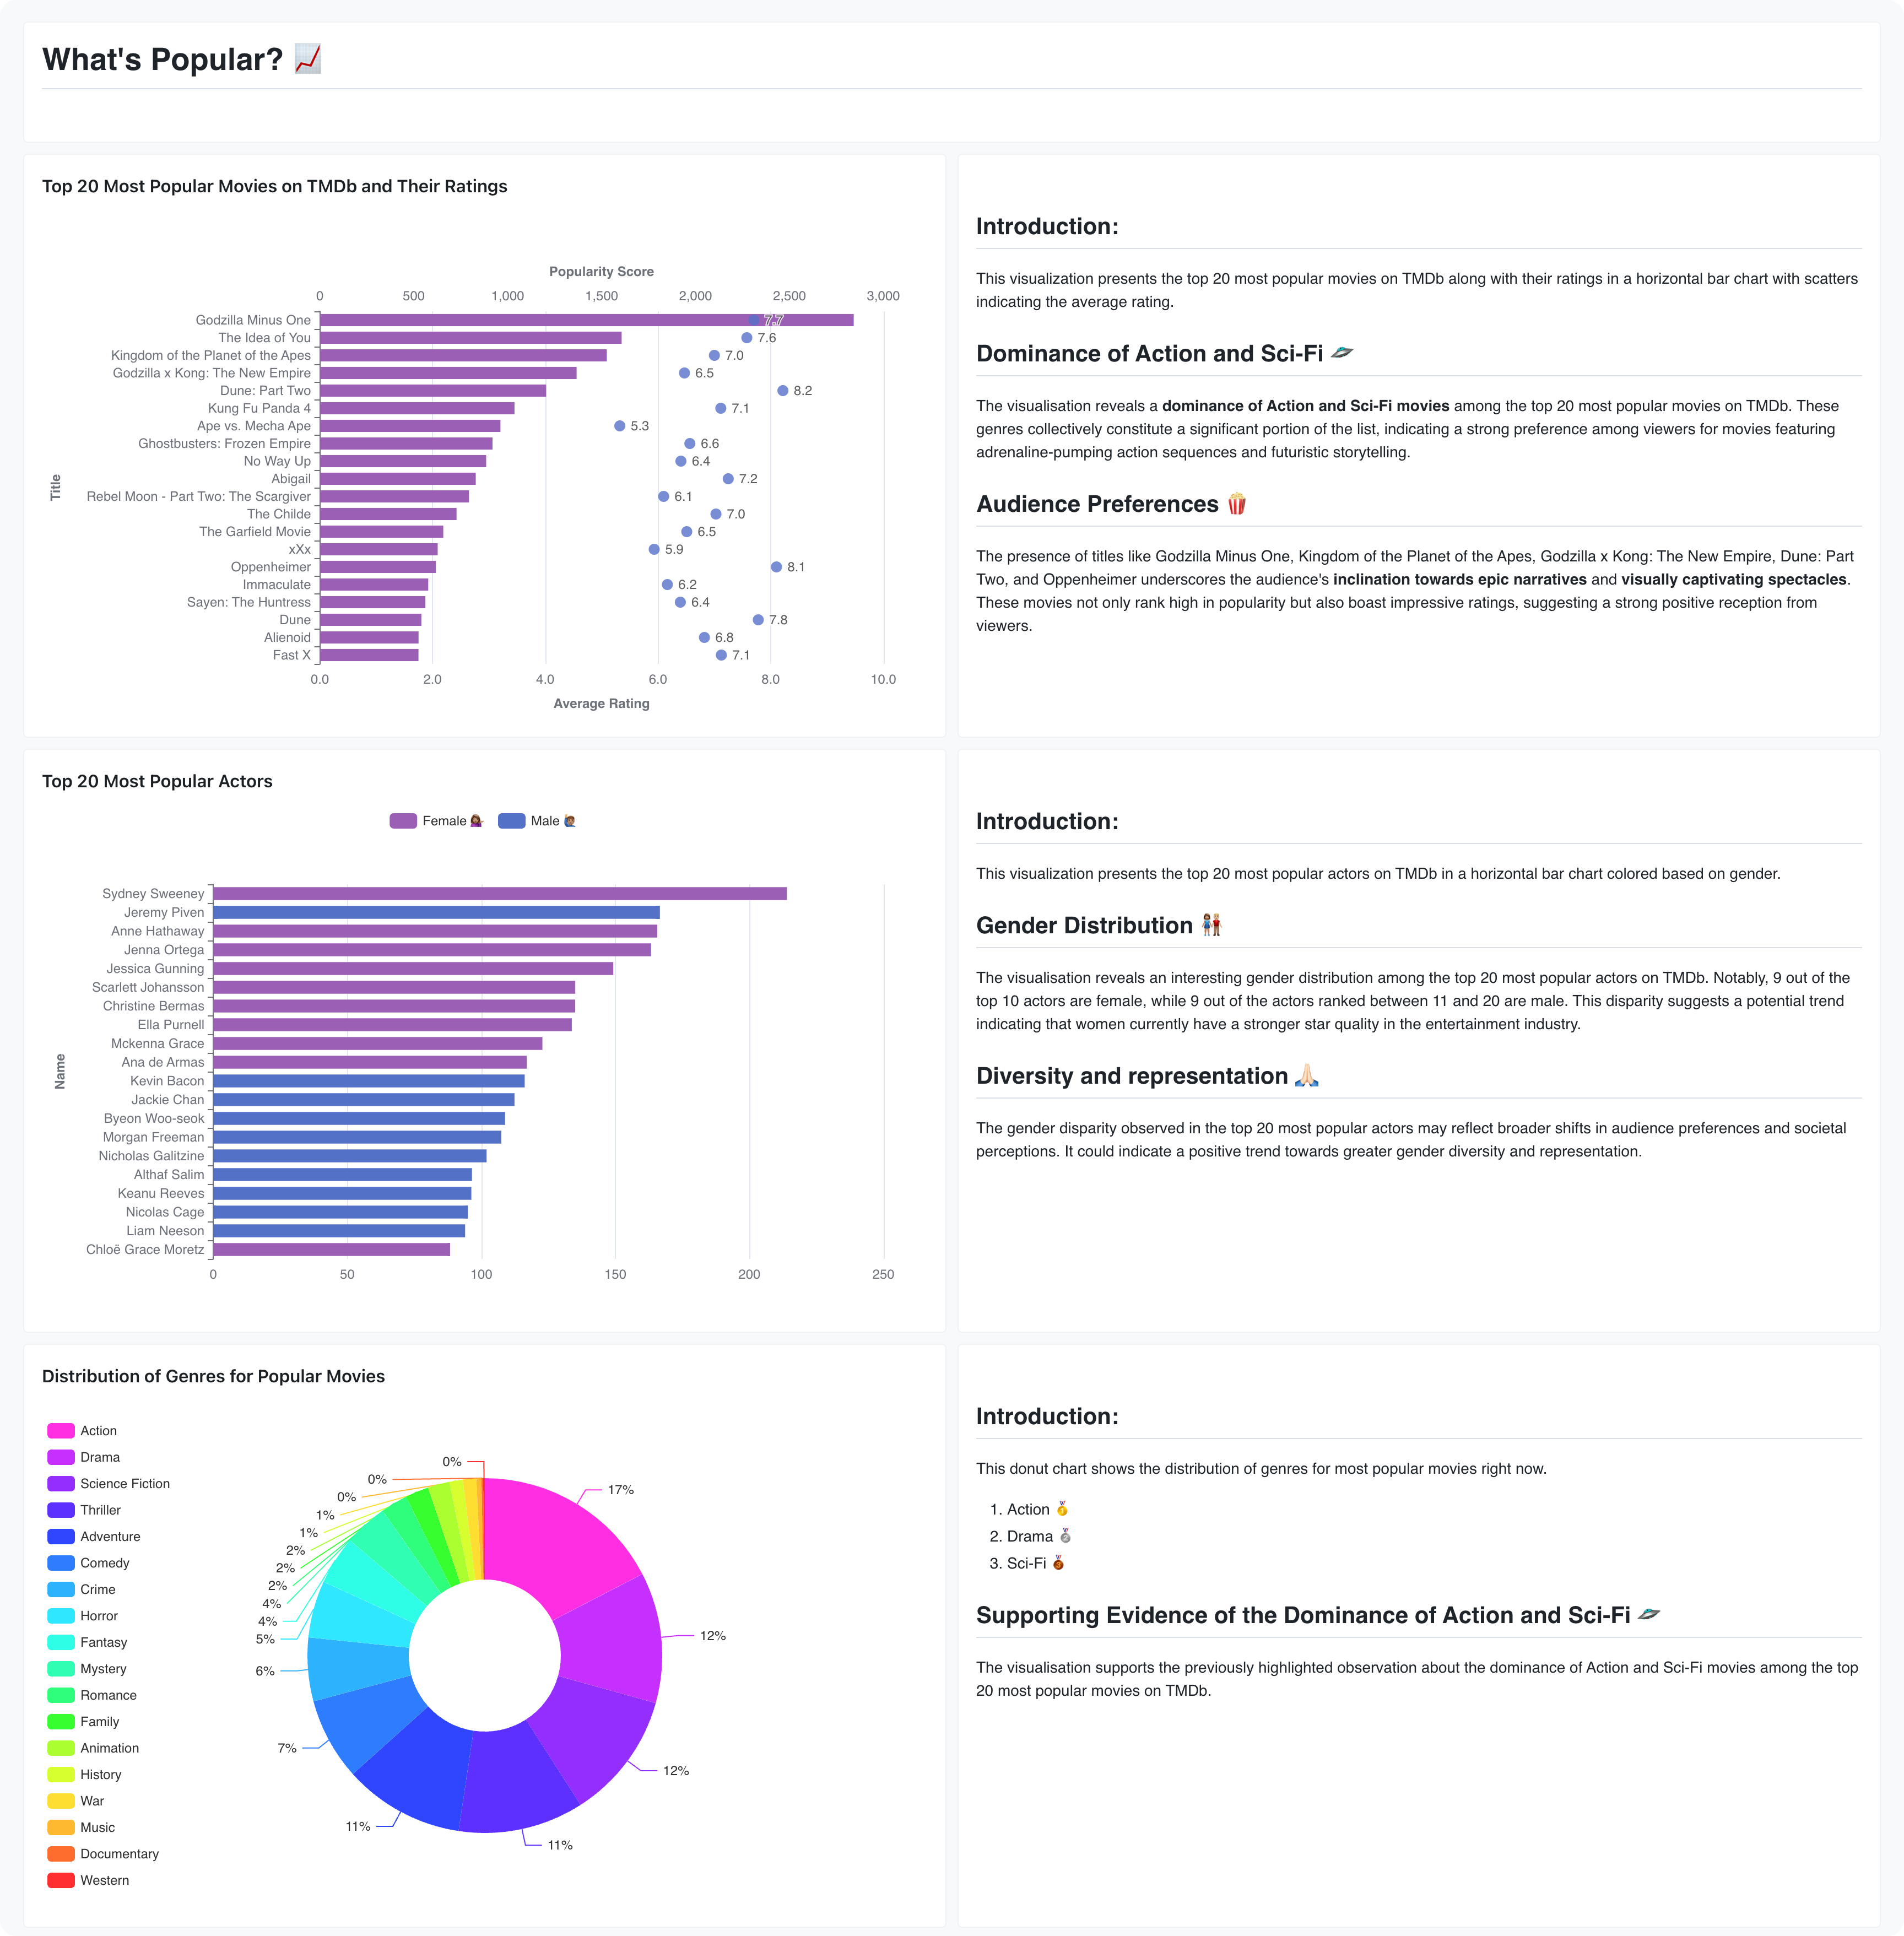 What's Popular? 📈
Top 20 Most Popular Movies on TMDb and Their Ratings
Popularity Score
0 500 1,000 1,500 2,000 2,500 3,000
Title
Godzilla Minus One 7.7
The Idea of You 7.6
Kingdom of the Planet of the Apes 7.0
Godzilla x Kong: The New Empire 6.5
Dune: Part Two 8.2
Kung Fu Panda 4 7.1
Ape vs. Mecha Ape 5.3
Ghostbusters: Frozen Empire 6.6
No Way Up 6.4
Abigail 7.2
Rebel Moon - Part Two: The Scargiver 6.1
The Childe 7.0
The Garfield Movie 6.5
xXx 5.9
Oppenheimer 8.1
Immaculate 6.2
Sayen: The Huntress 6.4
Dune 7.8
Alienoid 6.8
Fast X 7.1
0.0 2.0 4.0 6.0 8.0 10.0
Average Rating
Introduction:
This visualization presents the top 20 most popular movies on TMDb along with their ratings in a horizontal bar chart with scatters
indicating the average rating.
Dominance of Action and Sci-Fi 🛸
The visualisation reveals a dominance of Action and Sci-Fi movies among the top 20 most popular movies on TMDb. These
genres collectively constitute a significant portion of the list, indicating a strong preference among viewers for movies featuring
adrenaline-pumping action sequences and futuristic storytelling.
Audience Preferences 🍿
The presence of titles like Godzilla Minus One, Kingdom of the Planet of the Apes, Godzilla x Kong: The New Empire, Dune: Part
Two, and Oppenheimer underscores the audience's inclination towards epic narratives and visually captivating spectacles.
These movies not only rank high in popularity but also boast impressive ratings, suggesting a strong positive reception from
viewers.
Top 20 Most Popular Actors
Female Male
Name
Sydney Sweeney
Jeremy Piven
Anne Hathaway
Jenna Ortega
Jessica Gunning
Scarlett Johansson
Christine Bermas
Ella Purnell
Mckenna Grace
Ana de Armas
Kevin Bacon
Jackie Chan
Byeon Woo-seok
Morgan Freeman
Nicholas Galitzine
Althaf Salim
Keanu Reeves
Nicolas Cage
Liam Neeson
Chloë Grace Moretz
0 50 100 150 200 250
Introduction:
This visualization presents the top 20 most popular actors on TMDb in a horizontal bar chart colored based on gender.
Gender Distribution
The visualisation reveals an interesting gender distribution among the top 20 most popular actors on TMDb. Notably, 9 out of the
top 10 actors are female, while 9 out of the actors ranked between 11 and 20 are male. This disparity suggests a potential trend
indicating that women currently have a stronger star quality in the entertainment industry.
Diversity and representation 🙏🏻
The gender disparity observed in the top 20 most popular actors may reflect broader shifts in audience preferences and societal
perceptions. It could indicate a positive trend towards greater gender diversity and representation.
Distribution of Genres for Popular Movies
Action
Drama
Science Fiction
Thriller
Adventure
Comedy
Crime
Horror
Fantasy
Mystery
Romance
Family
Animation
History
War
Music
Documentary
Western
17%
12%
12%
11%
11%
7%
6%
5%
4%
4%
2%
2%
2%
1%
1%
0%
0%
0%
Introduction:
This donut chart shows the distribution of genres for most popular movies right now.
1. Action 🥇
2. Drama 🥈
3. Sci-Fi 🥉
Supporting Evidence of the Dominance of Action and Sci-Fi 🛸
The visualisation supports the previously highlighted observation about the dominance of Action and Sci-Fi movies among the top
20 most popular movies on TMDb.